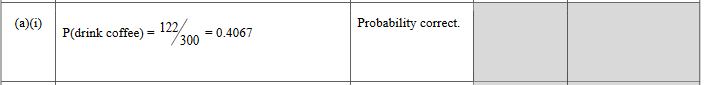 (a)(i)
P(drink coffee) = 122/300 = 0.4067
Probability correct.